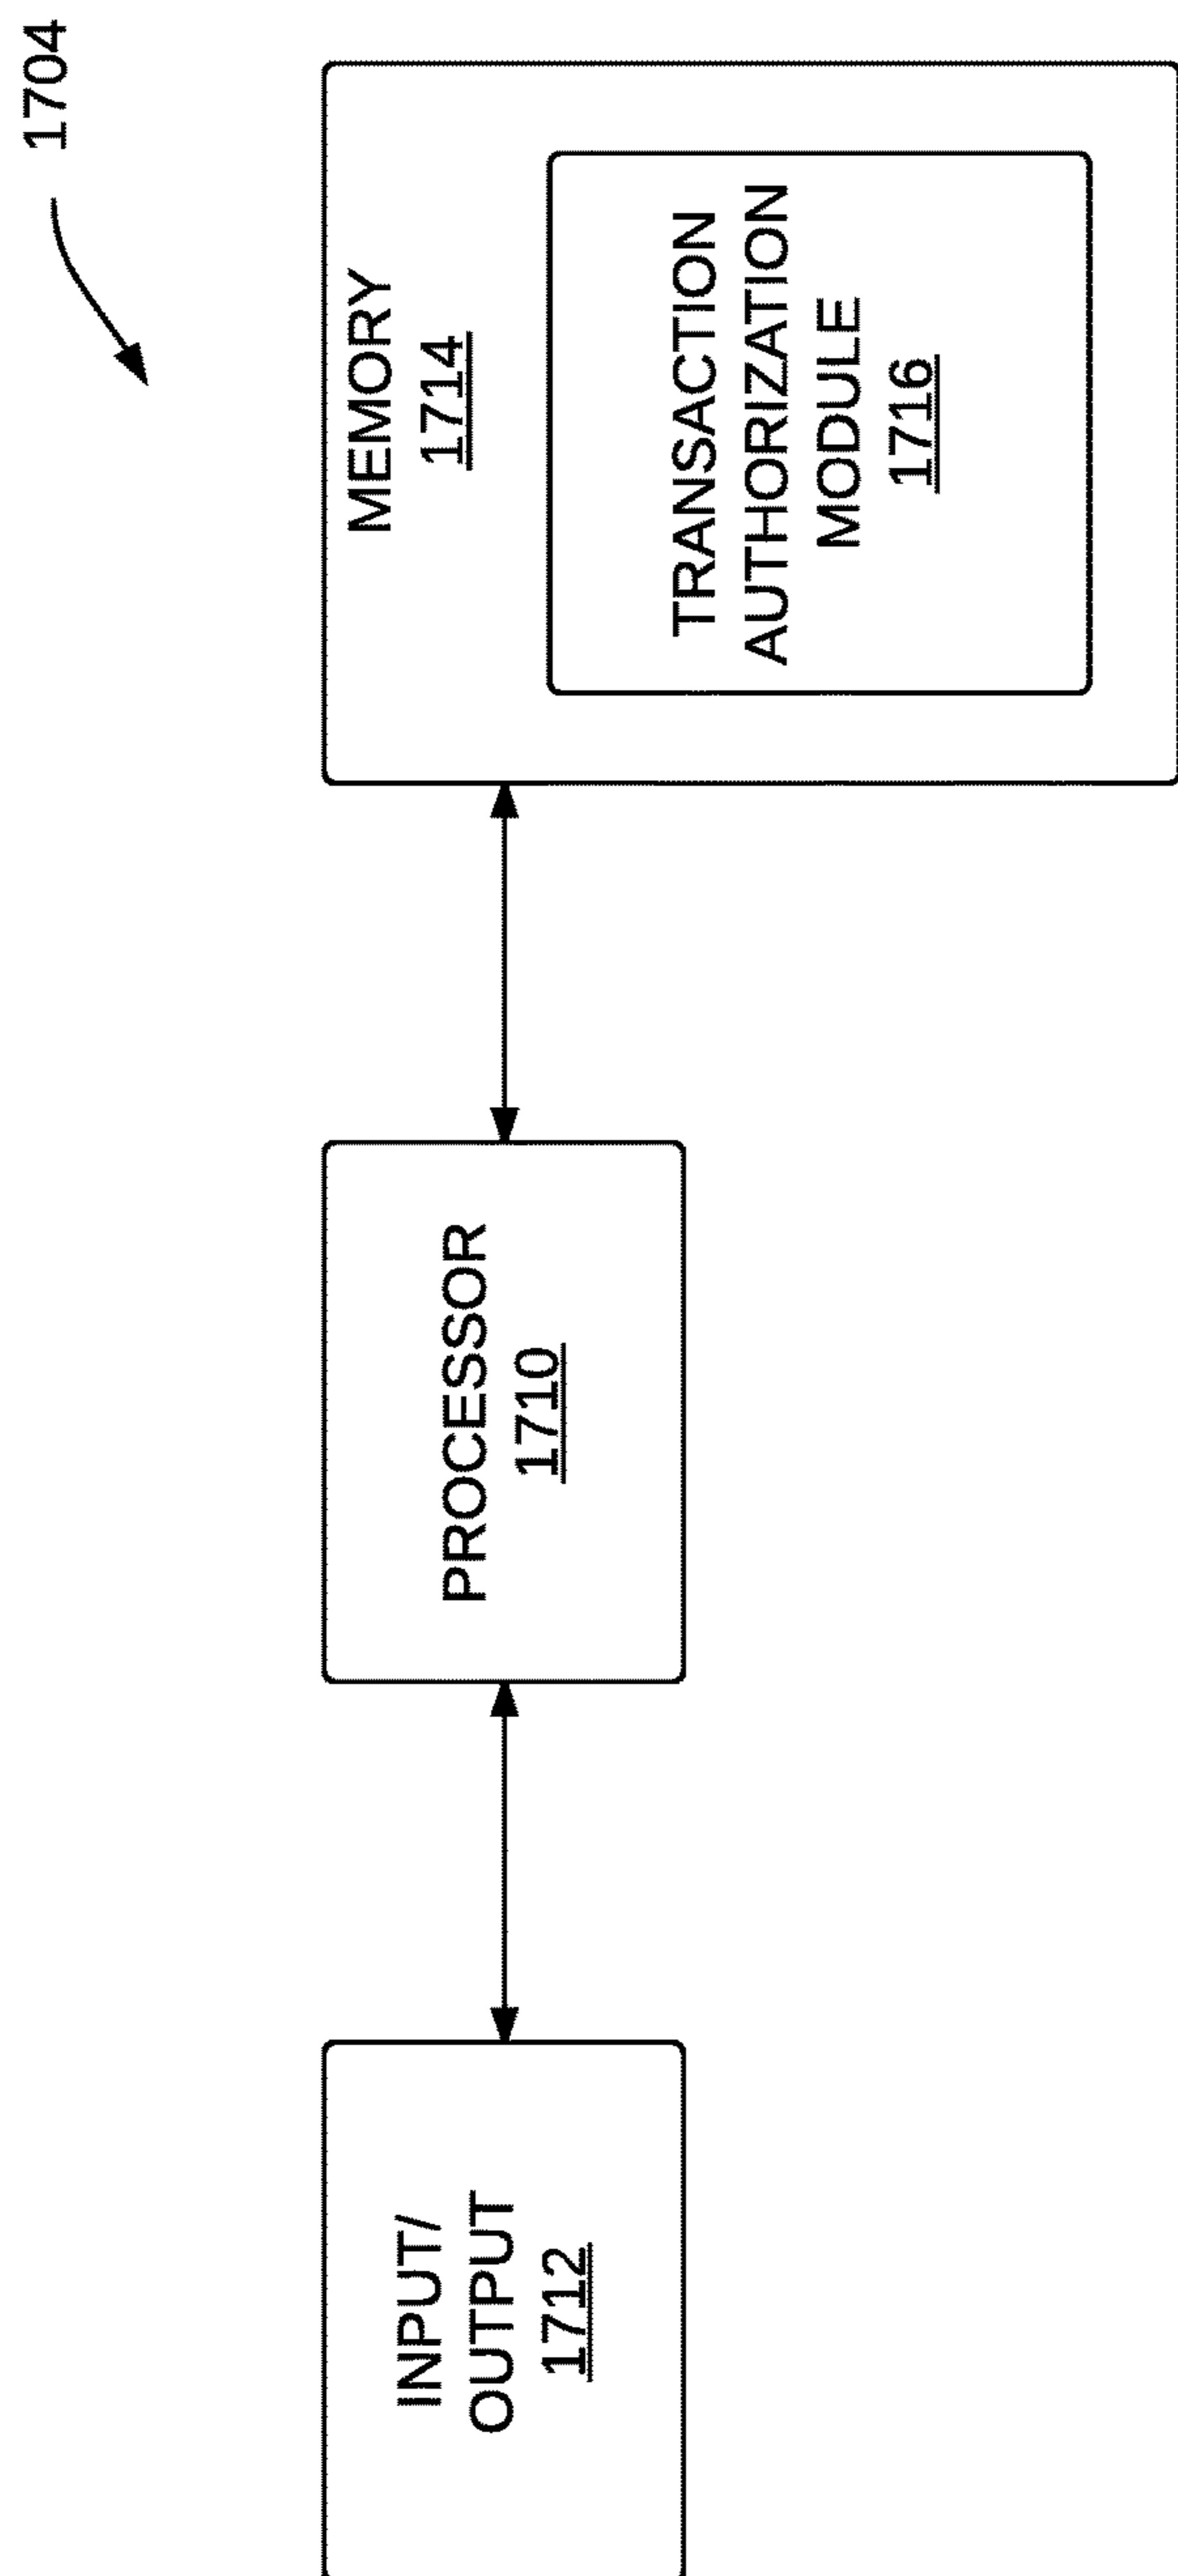 1704
INPUT/
OUTPUT
1712
PROCESSOR
1710
MEMORY
1714
TRANSACTION
AUTHORIZATION
MODULE
1716